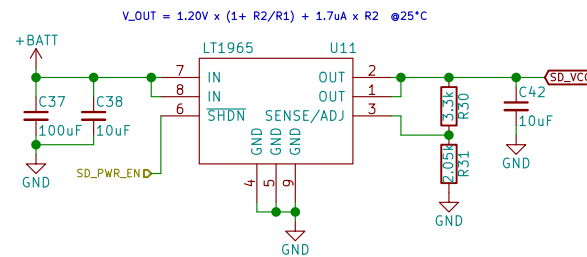 V_OUT = 1.20V x (1+ R2/R1) + 1.7uA x R2 @25°C
+BATT
LT1965 U11
7 IN OUT 2
8 IN OUT 1
6 SHDN SENSE/ADJ 3
GND GND GND
4 5 9
C37
100uF
C38
10uF
GND
SD_PWR_EN
GND
3.3k R30
2.05k R31
GND
C42
10uF
GND
SD_VCC